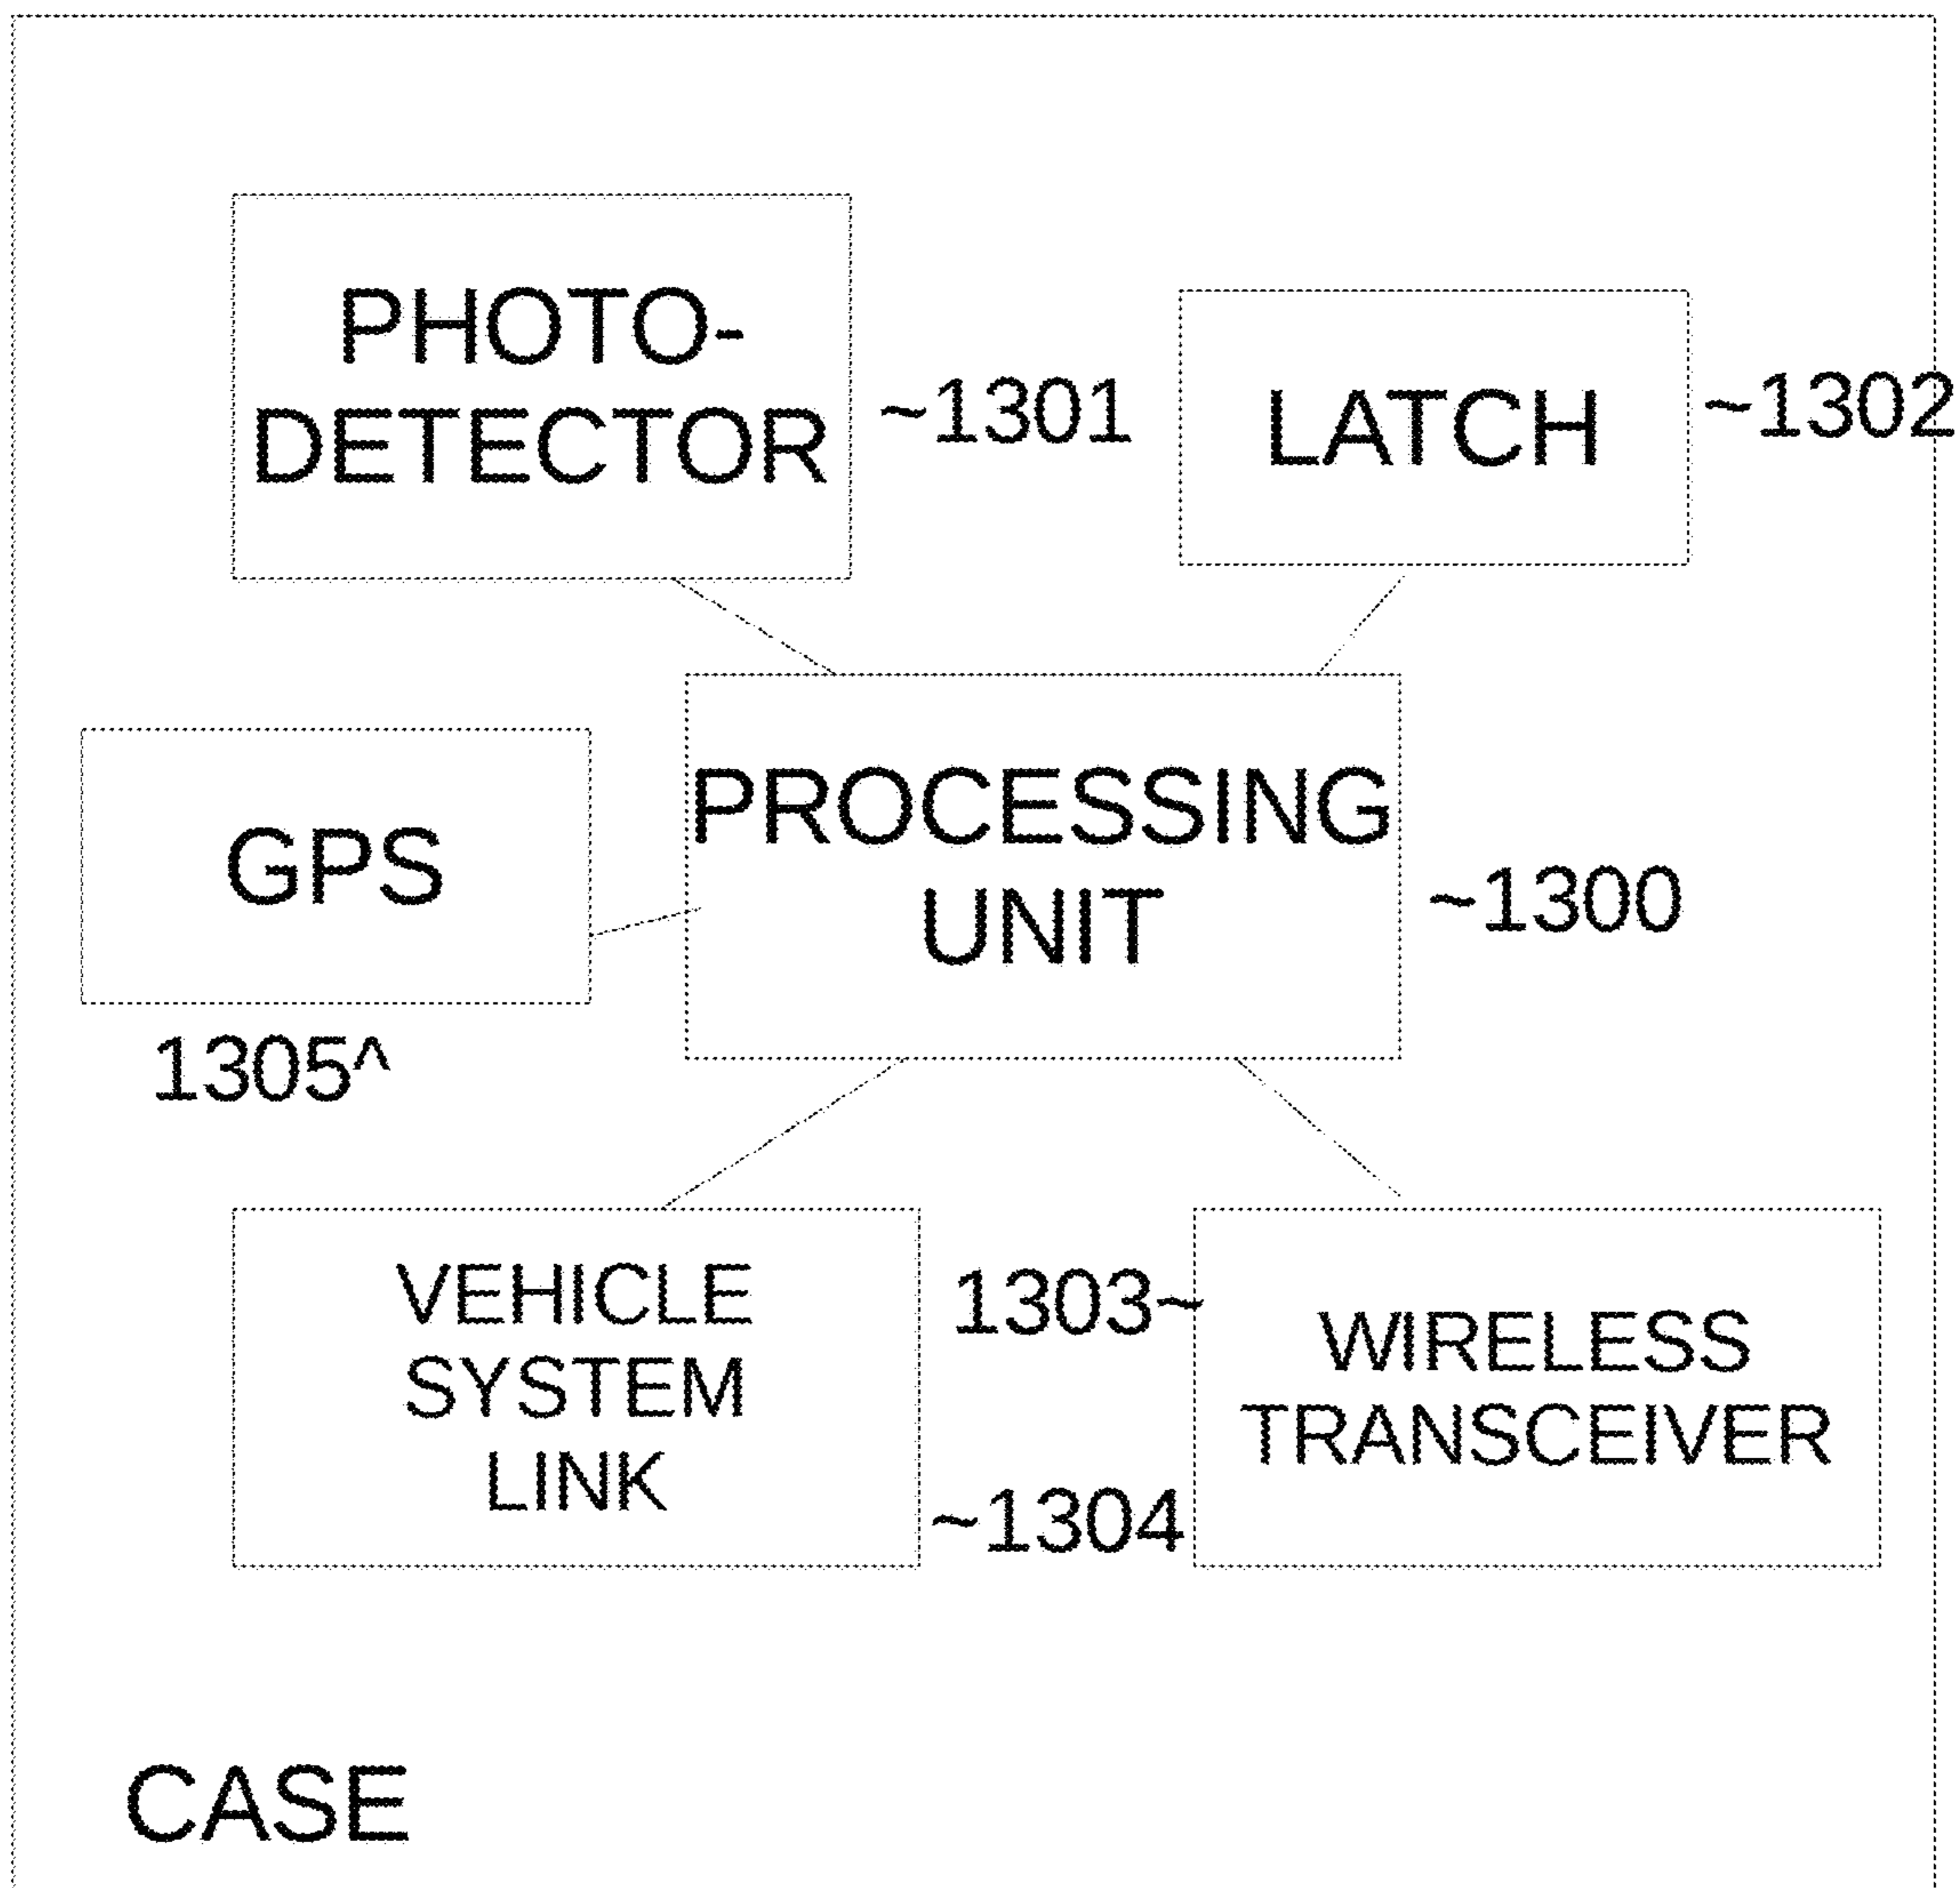 PHOTO-
DETECTOR
~1301
LATCH
~1302
GPS
1305^
PROCESSING
UNIT
~1300
VEHICLE
SYSTEM
LINK
~1304
1303~
WIRELESS
TRANSCEIVER
CASE